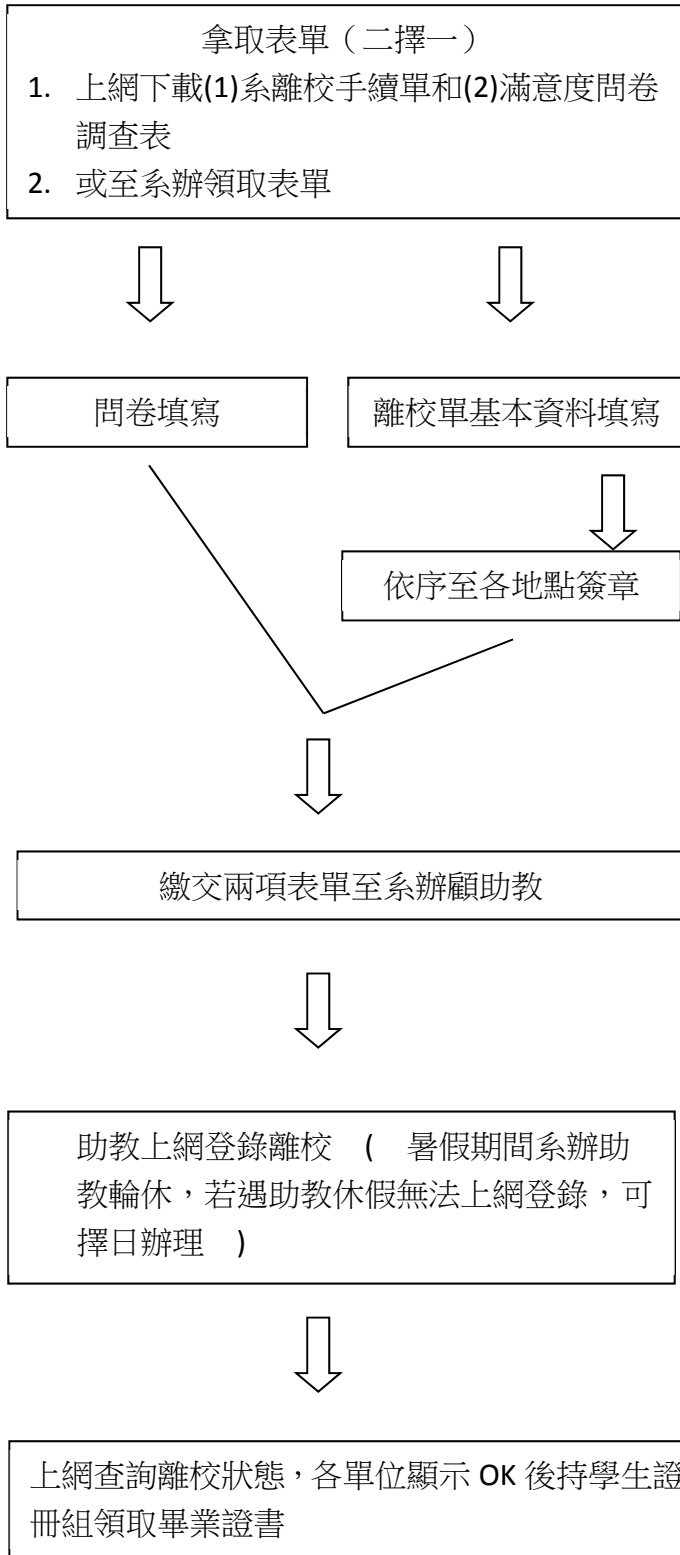 拿取表單（二擇一）
1. 上網下載(1)系離校手續單和(2)滿意度問卷
調查表
2. 或至系辦領取表單
問卷填寫
離校單基本資料填寫
依序至各地點簽章
繳交兩項表單至系辦顧助教
助教上網登錄離校 ( 暑假期間系辦助
教輪休，若遇助教休假無法上網登錄，可
擇日辦理 )
上網查詢離校狀態，各單位顯示 OK 後持學生證
冊組領取畢業證書